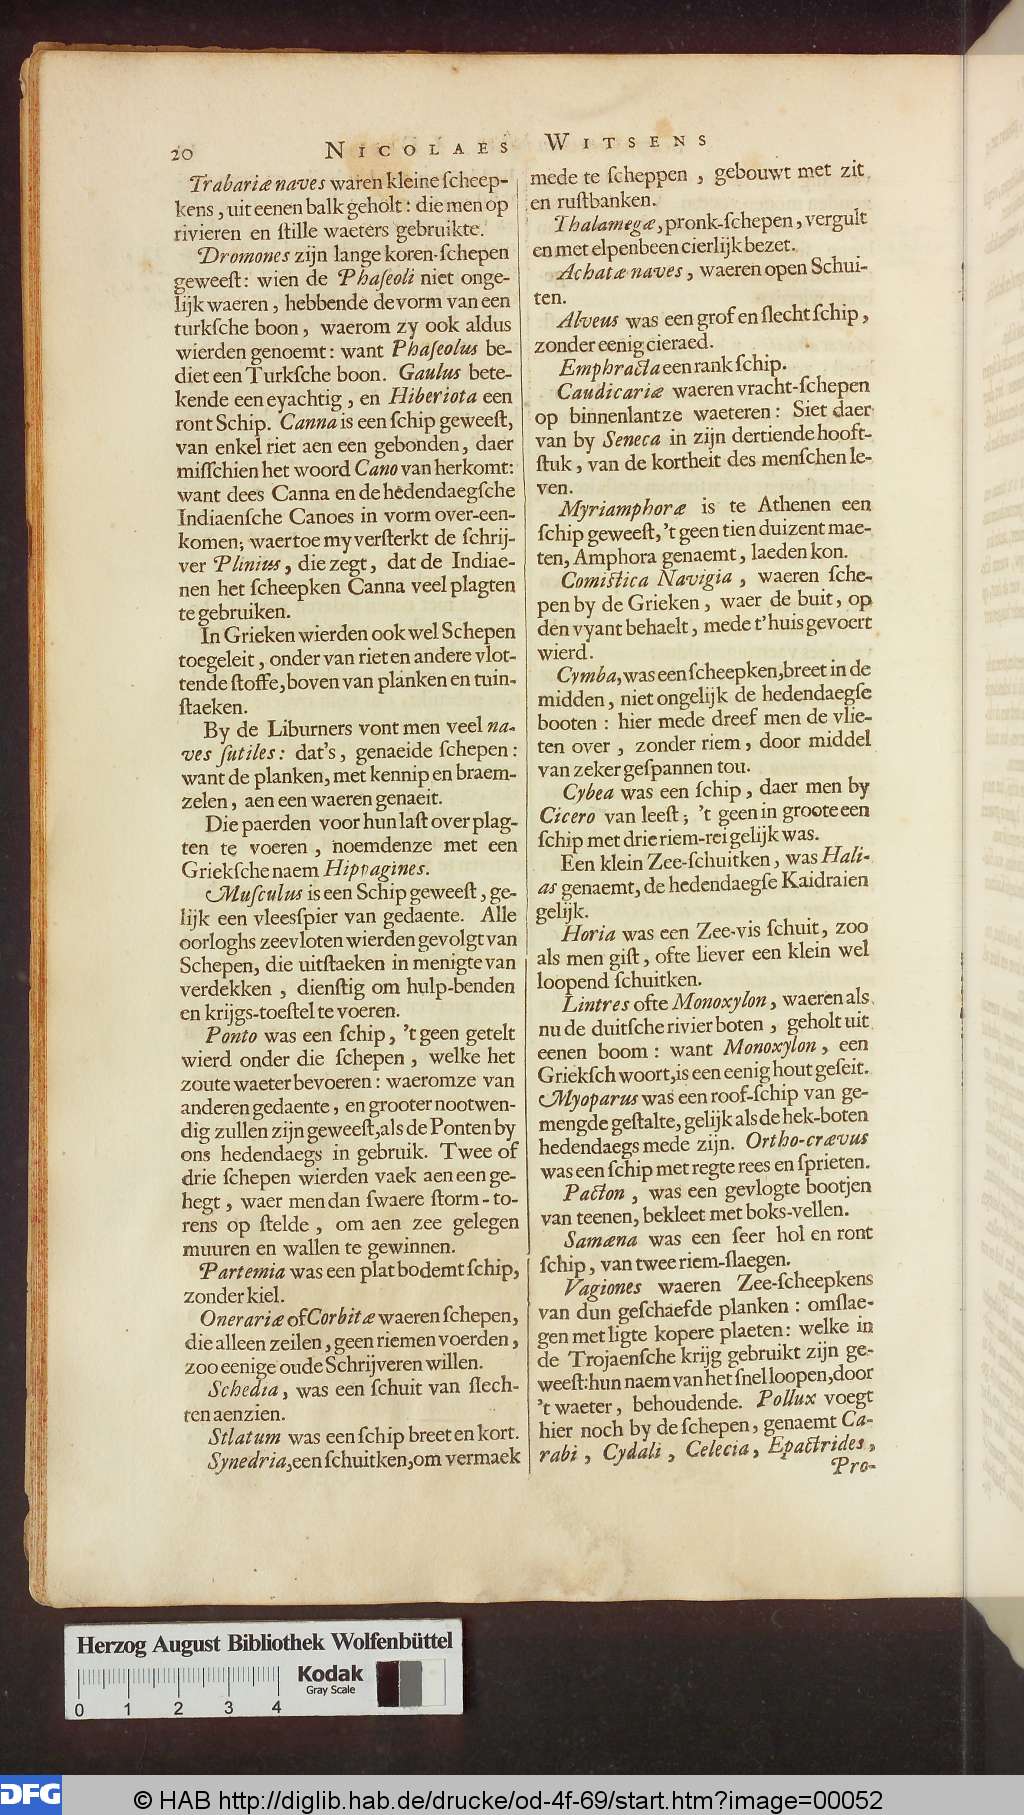 20 NICOLAES WITSENS
Trabariæ naves waren kleine ſcheep-
kens, uit eenen balk geholt: die men op
rivieren en ſtille waeters gebruikte.
Dromones zijn lange koren-ſchepen
geweeſt: wien de Phaſeoli niet onge-
lijk waeren, hebbende de vorm van een
turkſche boon, waerom zy ook aldus
wierden genoemt: want Phaſeolus be-
diet een Turkſche boon. Gaulus bete-
kende een eyachtig, en Hiberiota een
ront Schip. Canna is een ſchip geweeſt,
van enkel riet aen een gebonden, daer
miſſchien het woord Cano van herkomt:
want dees Canna en de hedendaegſche
Indiaenſche Canoes in vorm over-een-
komen; waertoe my verſterkt de ſchrij-
ver Plinius, die zegt, dat de Indiae-
nen het ſcheepken Canna veel plagten
te gebruiken.
In Grieken wierden ook wel Schepen
toegeleit, onder van riet en andere vlot-
tende ſtoffe, boven van planken en tuin-
ſtaeken.
By de Liburners vont men veel na-
ves ſutiles: dat's, genaeide ſchepen:
want de planken, met kennip en braem-
zelen, aen een waeren genaeit.
Die paerden voor hun laſt over plag-
ten te voeren, noemdenze met een
Griekſche naem Hippagines.
Muſculus is een Schip geweeſt, ge-
lijk een vleesſpier van gedaente. Alle
oorloghs zeevloten wierden gevolgt van
Schepen, die uitſtaeken in menigte van
verdekken, dienſtig om hulp-benden
en krijgs-toeſtel te voeren.
Ponto was een ſchip, 't geen getelt
wierd onder die ſchepen, welke het
zoute waeter bevoeren: waeromze van
anderen gedaente, en grooter nootwen-
dig zullen zijn geweeſt, als de Ponten by
ons hedendaegs in gebruik. Twee of
drie ſchepen wierden vaek aen een ge-
hegt, waer men dan ſwaere ſtorm-to-
rens op ſtelde, om aen zee gelegen
muuren en wallen te gewinnen.
Partemia was een plat bodemt ſchip,
zonder kiel.
Onerariæ of Corbitæ waeren ſchepen,
die alleen zeilen, geen riemen voerden,
zoo eenige oude Schrijveren willen.
Schedia, was een ſchuit van ſlech-
ten aenzien.
Stlatum was een ſchip breet en kort.
Synedria, een ſchuitken, om vermaek
mede te ſcheppen, gebouwt met zit
en ruſtbanken.
Thalamegæ, pronk-ſchepen, vergult
en met elpenbeen cierlijk bezet.
Achatæ naves, waeren open Schui-
ten.
Alveus was een grof en ſlecht ſchip,
zonder eenig cieraed.
Emphracta een rank ſchip.
Caudicariæ waeren vracht-ſchepen
op binnenlantze waeteren: Siet daer
van by Seneca in zijn dertiende hooft-
ſtuk, van de kortheit des menſchen le-
ven.
Myriamphoræ is te Athenen een
ſchip geweeſt, 't geen tien duizent mae-
ten, Amphora genaemt, laeden kon.
Comiſtica Navigia, waeren ſche-
pen by de Grieken, waer de buit, op
den vyant behaelt, mede t'huis gevoert
wierd.
Cymba, was een ſcheepken, breet in de
midden, niet ongelijk de hedendaegſe
booten: hier mede dreef men de vlie-
ten over, zonder riem, door middel
van zeker geſpannen tou.
Cybea was een ſchip, daer men by
Cicero van leeſt; 't geen in groote een
ſchip met drie riem-rei gelijk was.
Een klein Zee-ſchuitken, was Hali-
as genaemt, de hedendaegſe Kaidraien
gelijk.
Horia was een Zee-vis ſchuit, zoo
als men giſt, ofte liever een klein wel
loopend ſchuitken.
Lintres ofte Monoxylon, waeren als
nu de duitſche rivier boten, geholt uit
eenen boom: want Monoxylon, een
Griekſch woort, is een eenig hout geſeit.
Myoparus was een roof-ſchip van ge-
mengde geſtalte, gelijk als de hek-boten
hedendaegs mede zijn. Ortho-crævus
was een ſchip met regte rees en ſprieten.
Pacton, was een gevlogte bootjen
van teenen, bekleet met boks-vellen.
Samæna was een ſeer hol en ront
ſchip, van twee riem-ſlaegen.
Vagiones waeren Zee-ſcheepkens
van dun geſchaefde planken: omſlae-
gen met ligte kopere plaeten: welke in
de Trojaenſche krijg gebruikt zijn ge-
weeſt: hun naem van het ſnel loopen, door
't waeter, behoudende. Pollux voegt
hier noch by de ſchepen, genaemt Ca-
rabi, Cydali, Celecia, Epactrides,
Pro-
Herzog August Bibliothek Wolfenbüttel
Kodak
Gray Scale
0 1 2 3 4
DFG © HAB http://diglib.hab.de/drucke/od-4f-69/start.htm?image=00052